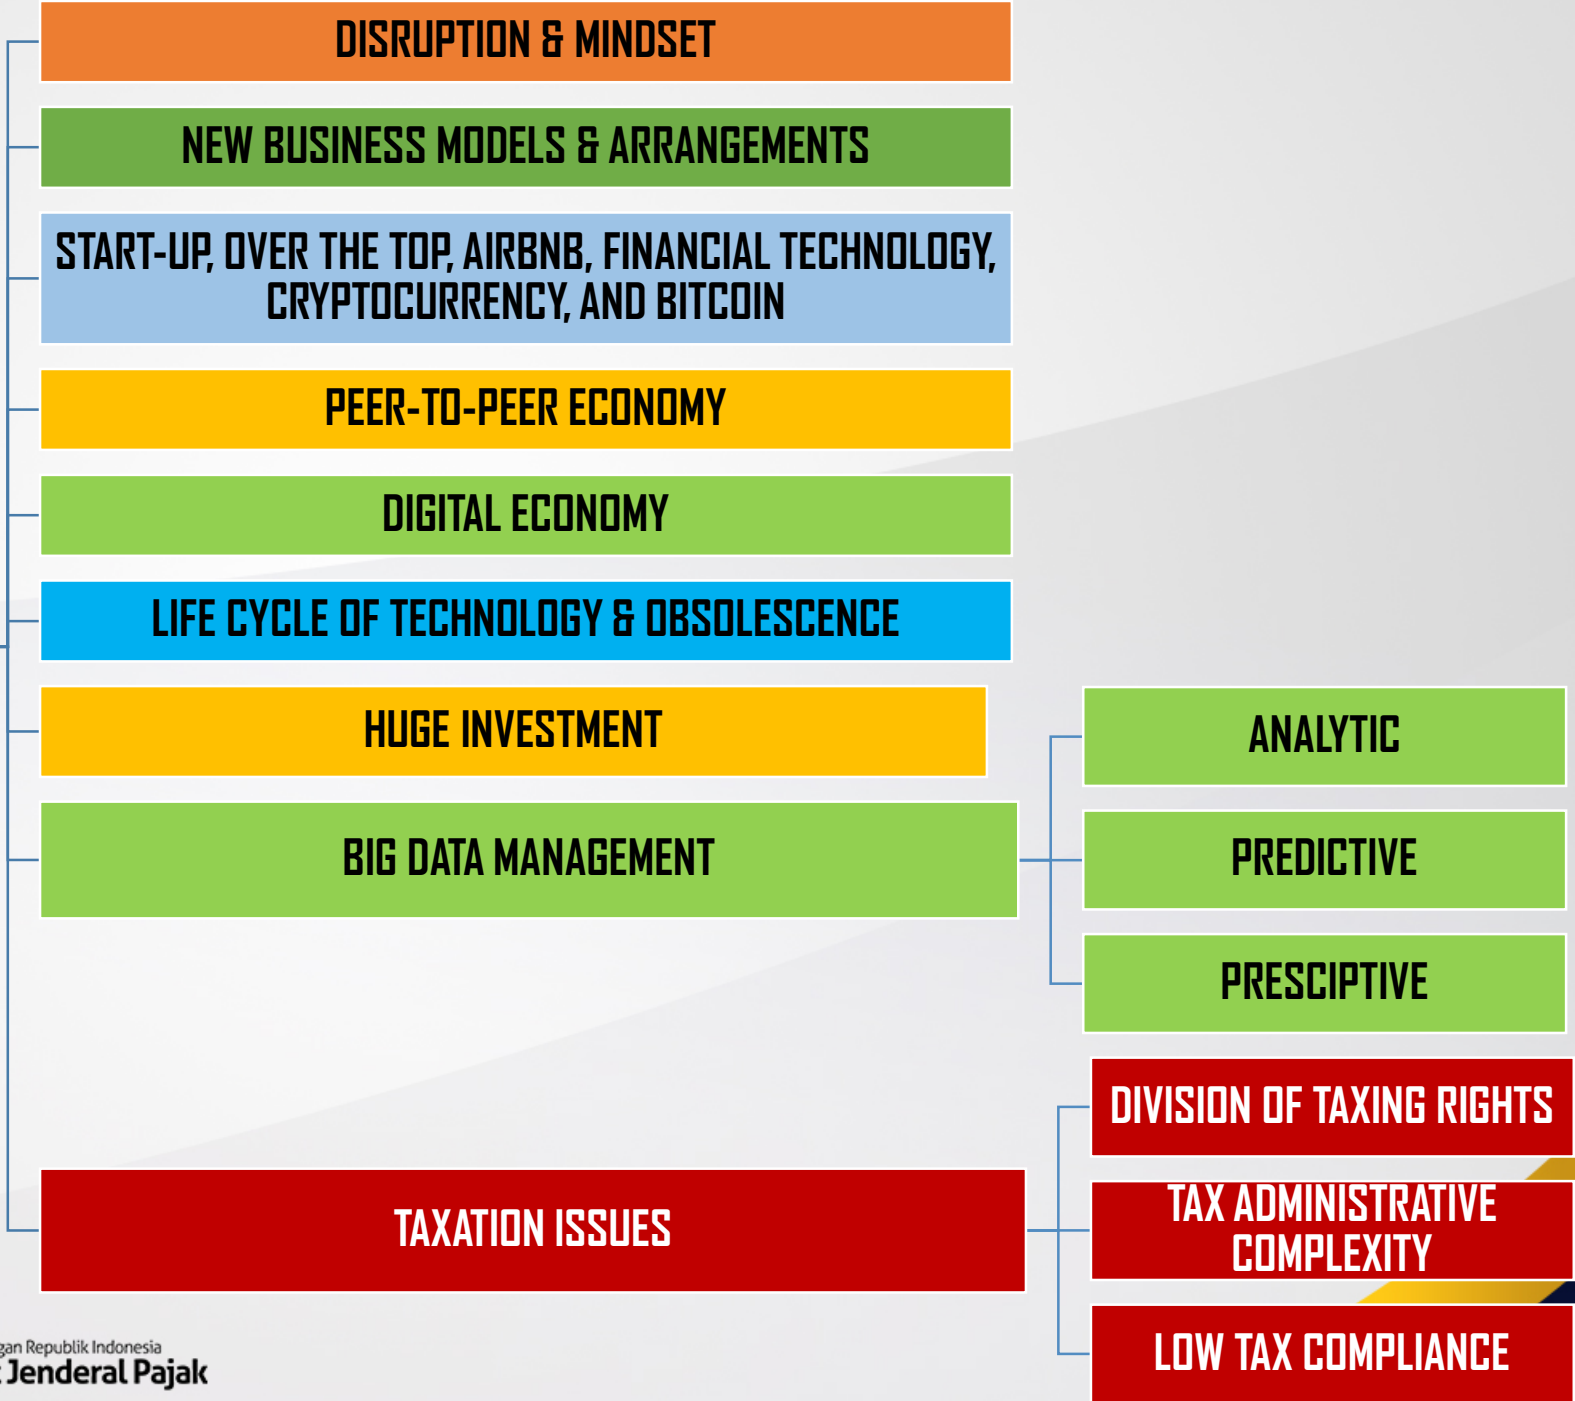 DISRUPTION & MINDSET
NEW BUSINESS MODELS & ARRANGEMENTS
START-UP, OVER THE TOP, AIRBNB, FINANCIAL TECHNOLOGY,
CRYPTOCURRENCY, AND BITCOIN
PEER-TO-PEER ECONOMY
DIGITAL ECONOMY
LIFE CYCLE OF TECHNOLOGY & OBSOLESCENCE
HUGE INVESTMENT
BIG DATA MANAGEMENT
ANALYTIC
PREDICTIVE
PRESCIPTIVE
TAXATION ISSUES
DIVISION OF TAXING RIGHTS
TAX ADMINISTRATIVE
COMPLEXITY
LOW TAX COMPLIANCE
Republik Indonesia
Jenderal Pajak